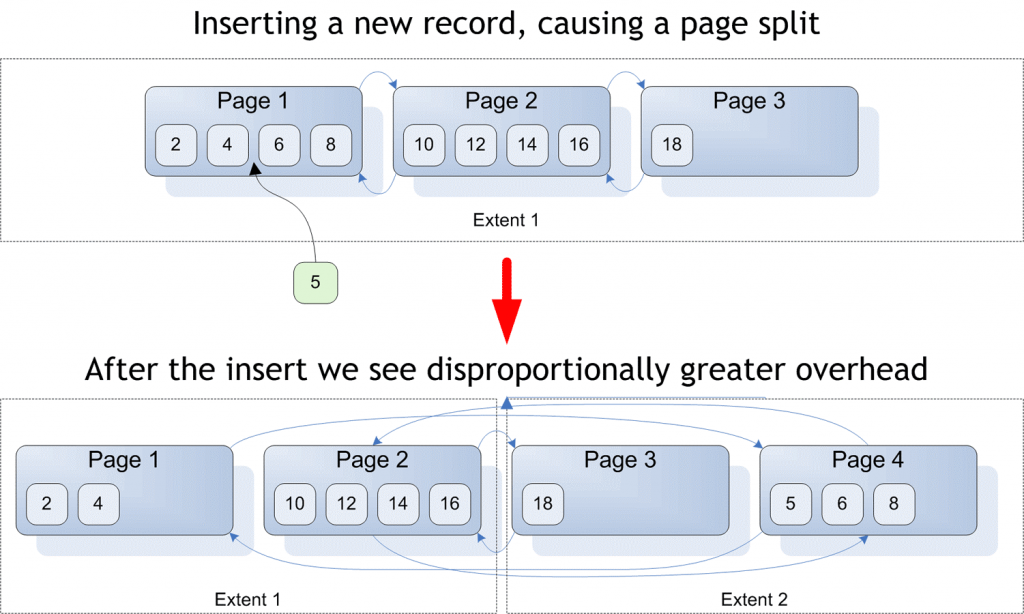 Inserting a new record, causing a page split
Page 1 Page 2 Page 3
2 4 6 8 10 12 14 16 18
Extent 1
5
After the insert we see disproportionally greater overhead
Page 1 Page 2 Page 3 Page 4
2 4 10 12 14 16 18 5 6 8
Extent 1 Extent 2